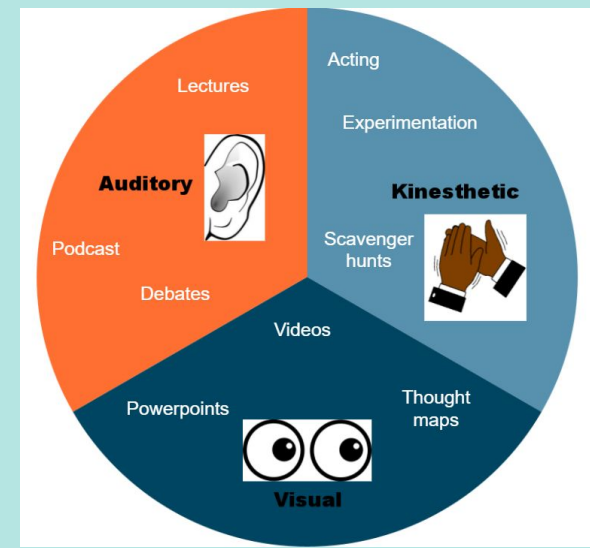 Lectures
Auditory
Podcast
Debates
Acting
Experimentation
Kinesthetic
Scavenger
hunts
Videos
Powerpoints
Thought
maps
Visual